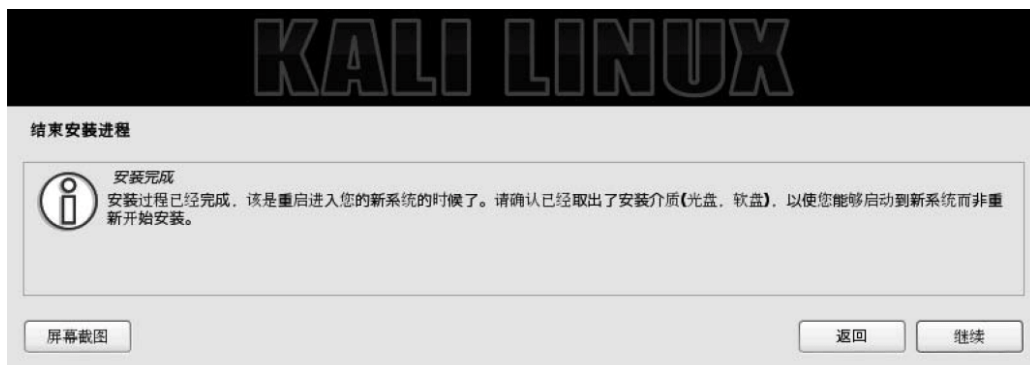 KALI LINUX
结束安装进程
安装完成
安装过程已经完成，该是重启进入您的新系统的时候了。请确认已经取出了安装介质(光盘，软盘)，以使您能够启动到新系统而非重
新开始安装。
屏幕截图
返回
继续